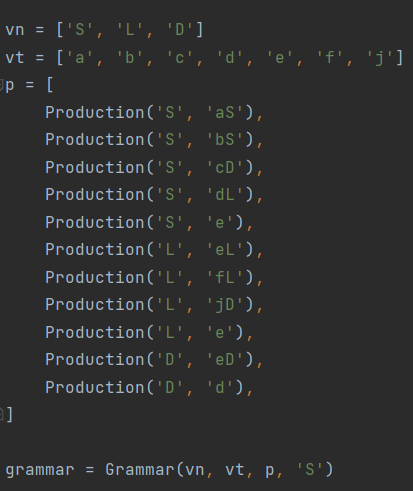 vn = ['S', 'L', 'D']
vt = ['a', 'b', 'c', 'd', 'e', 'f', 'j']
p = [
    Production('S', 'aS'),
    Production('S', 'bS'),
    Production('S', 'cD'),
    Production('S', 'dL'),
    Production('S', 'e'),
    Production('L', 'eL'),
    Production('L', 'fL'),
    Production('L', 'jD'),
    Production('L', 'e'),
    Production('D', 'eD'),
    Production('D', 'd'),
]
grammar = Grammar(vn, vt, p, 'S')